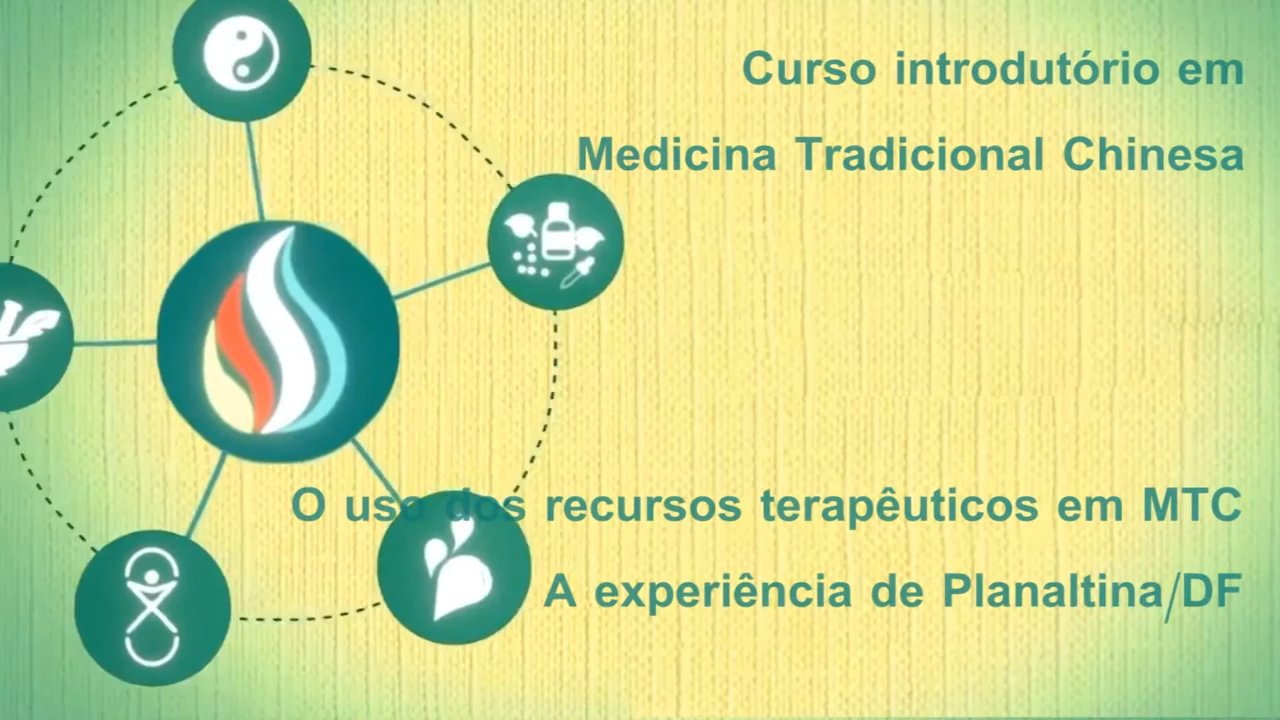 Curso introdutório em
Medicina Tradicional Chinesa
O uso dos recursos terapêuticos em MTC
A experiência de Planaltina/DF